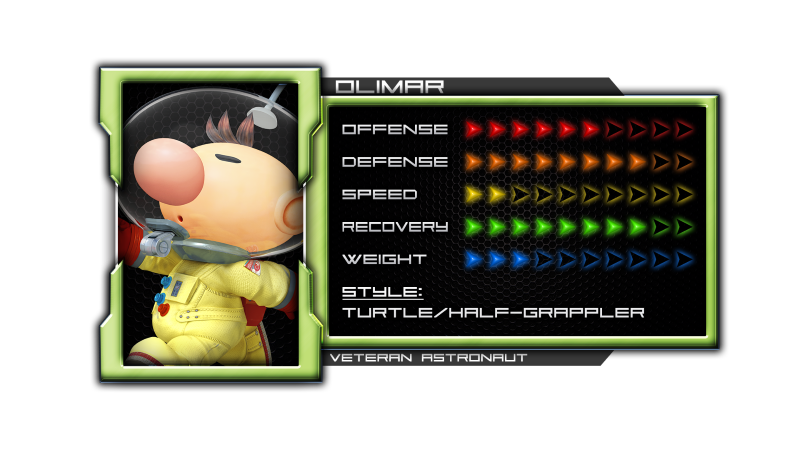 OLIMAR
OFFENSE
DEFENSE
SPEED
RECOVERY
WEIGHT
STYLE:
TURTLE/HALF-GRAPPLER
VETERAN ASTRONAUT